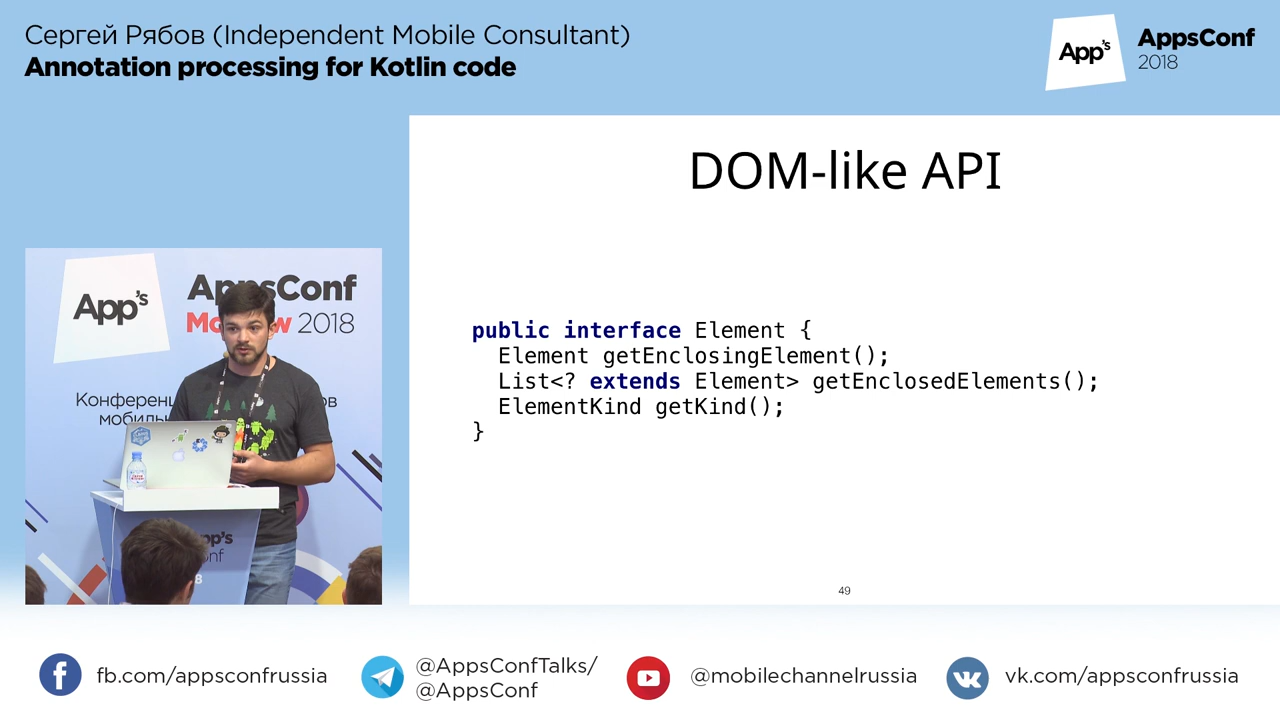 Сергей Рябов (Independent Mobile Consultant)
Annotation processing for Kotlin code
App's
AppsConf
2018
DOM-like API
public interface Element {
Element getEnclosingElement();
List<? extends Element> getEnclosedElements();
ElementKind getKind();
}
49
App's
AppsConf
2018
fb.com/appsconfrussia
@AppsConfTalks/
@AppsConf
@mobilechannelrussia
vk.com/appsconfrussia